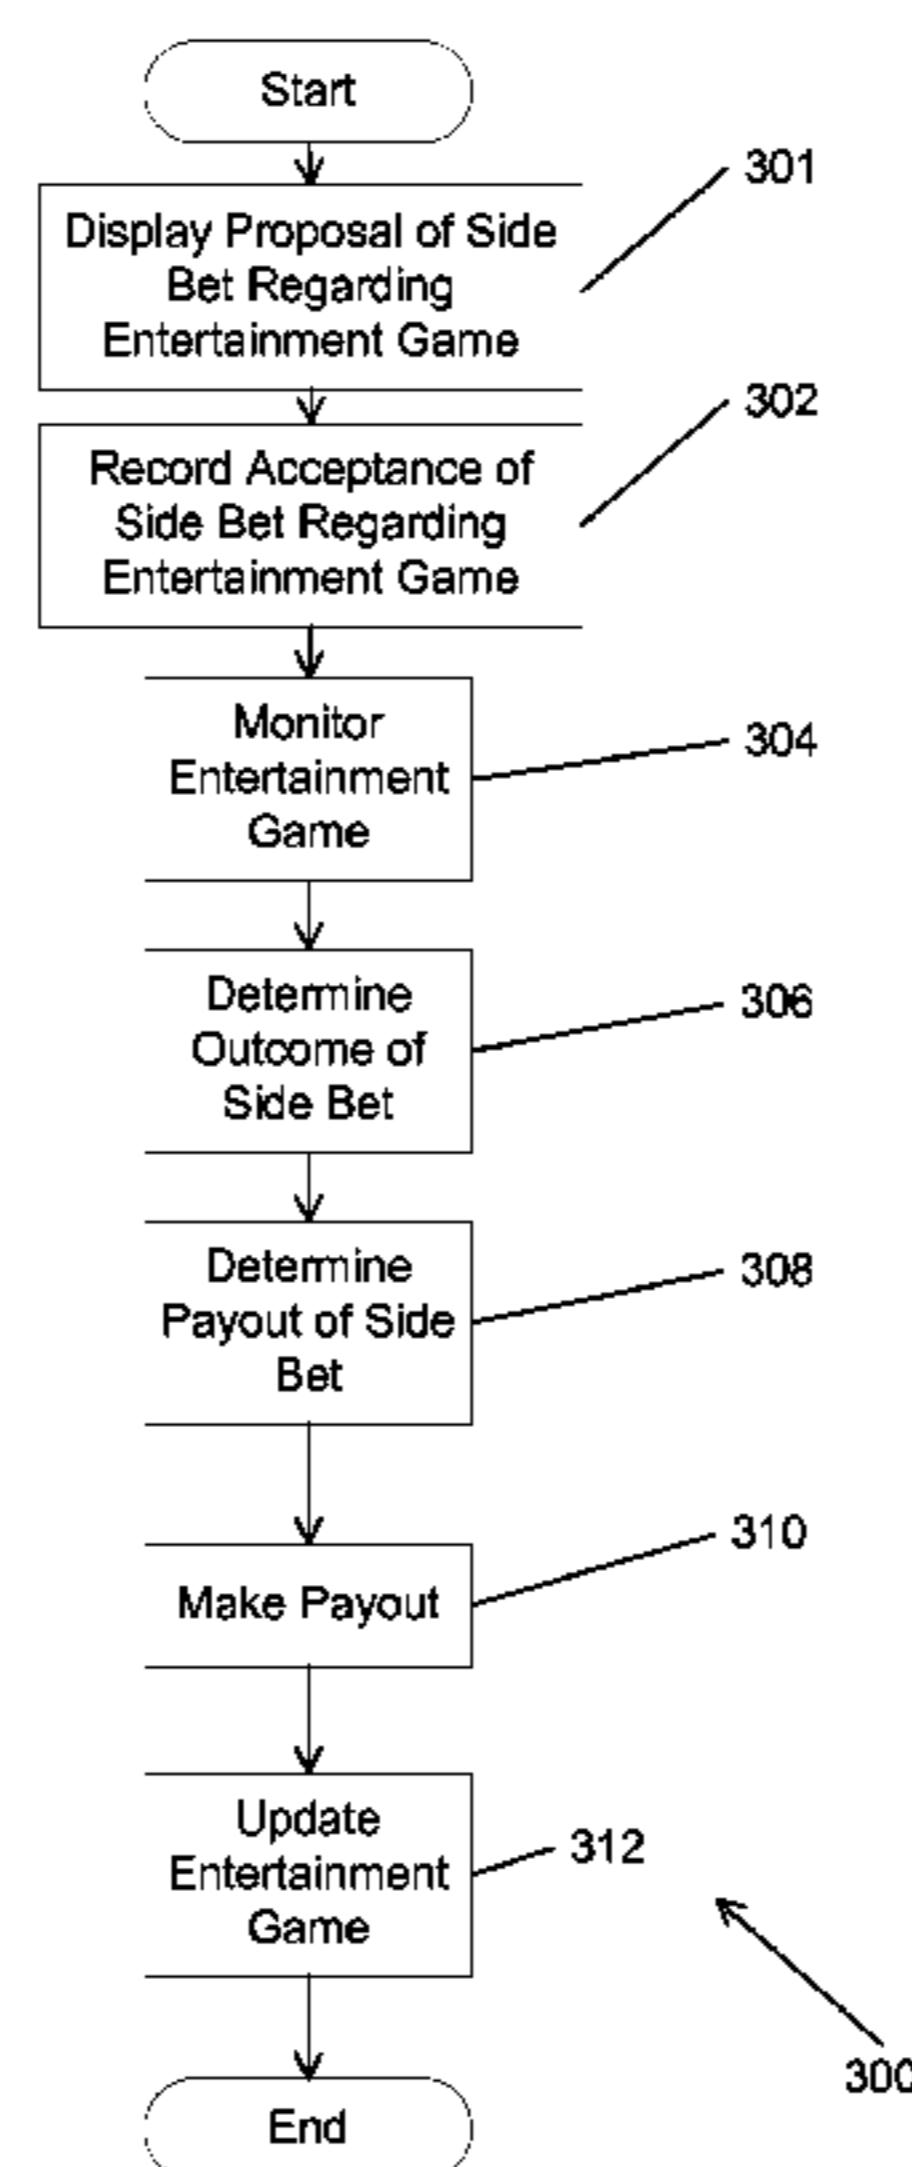 Start
301
Display Proposal of Side
Bet Regarding
Entertainment Game
302
Record Acceptance of
Side Bet Regarding
Entertainment Game
Monitor
Entertainment
Game
304
Determine
Outcome of
Side Bet
306
Determine
Payout of Side
Bet
308
Make Payout
310
Update
Entertainment
Game
312
300
End